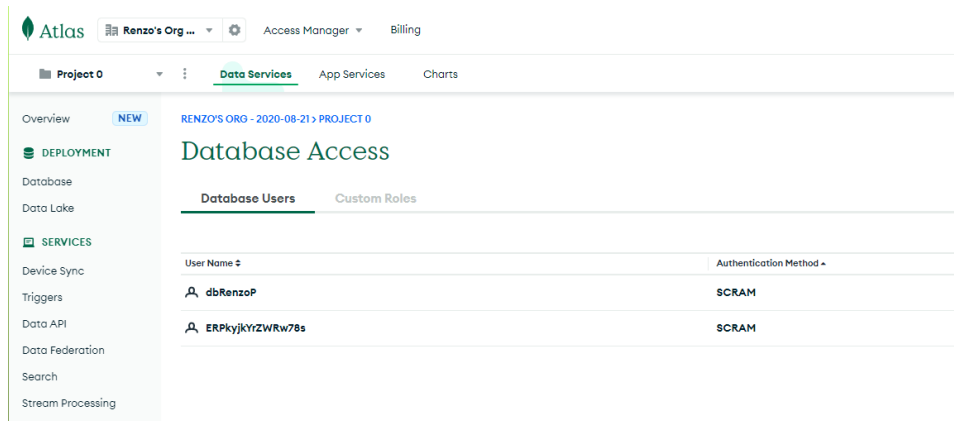 Atlas Renzo's Org ... Access Manager Billing
Project 0 Data Services App Services Charts
Overview NEW
DEPLOYMENT
Database
Data Lake
SERVICES
Device Sync
Triggers
Data API
Data Federation
Search
Stream Processing
RENZO'S ORG - 2020-08-21 > PROJECT 0
Database Access
Database Users Custom Roles
User Name Authentication Method
dbRenzoP SCRAM
ERPkyjkYrZWRw78s SCRAM